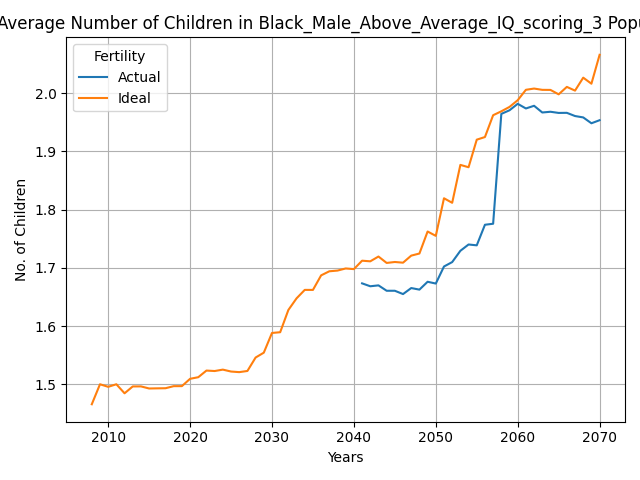 Average Number of Children in Black_Male_Above_Average_IQ_scoring_3 Popu
Fertility
Actual
Ideal
No. of Children
2.0
1.9
1.8
1.7
1.6
1.5
2010 2020 2030 2040 2050 2060 2070
Years